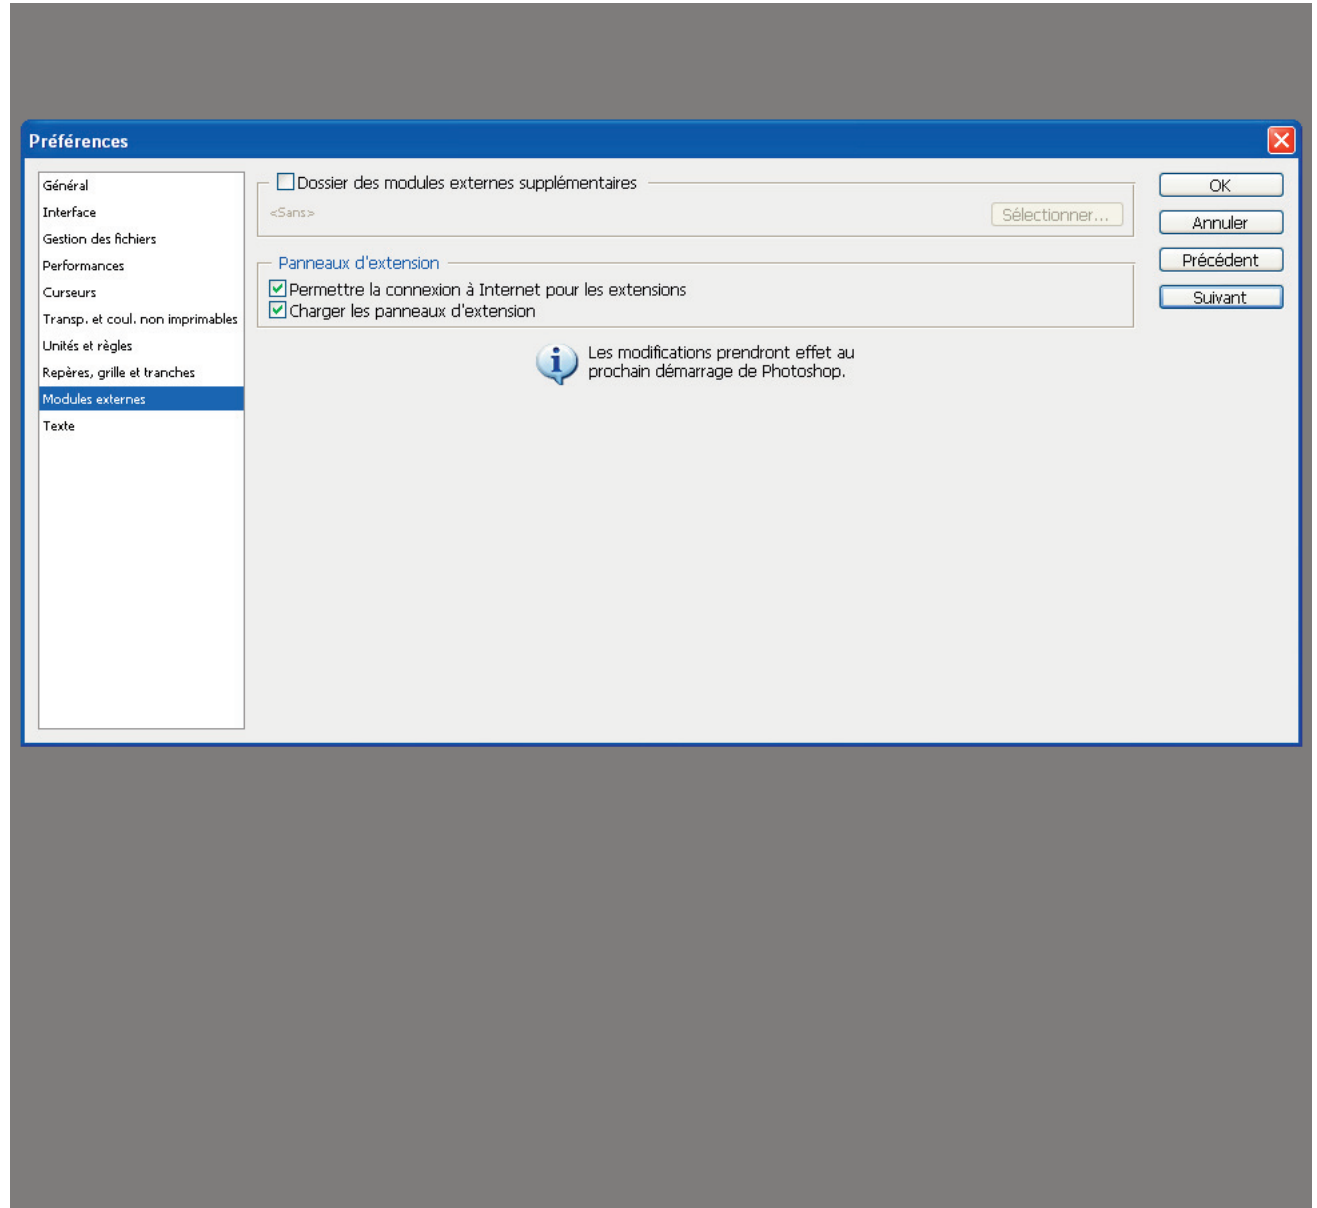 Préférences
Général
Interface
Gestion des fichiers
Performances
Curseurs
Transp. et coul. non imprimables
Unités et règles
Repères, grille et tranches
Modules externes
Texte
Dossier des modules externes supplémentaires
<Sans>
Sélectionner...
Panneaux d'extension
Permettre la connexion à Internet pour les extensions
Charger les panneaux d'extension
Les modifications prendront effet au
prochain démarrage de Photoshop.
OK
Annuler
Précédent
Suivant